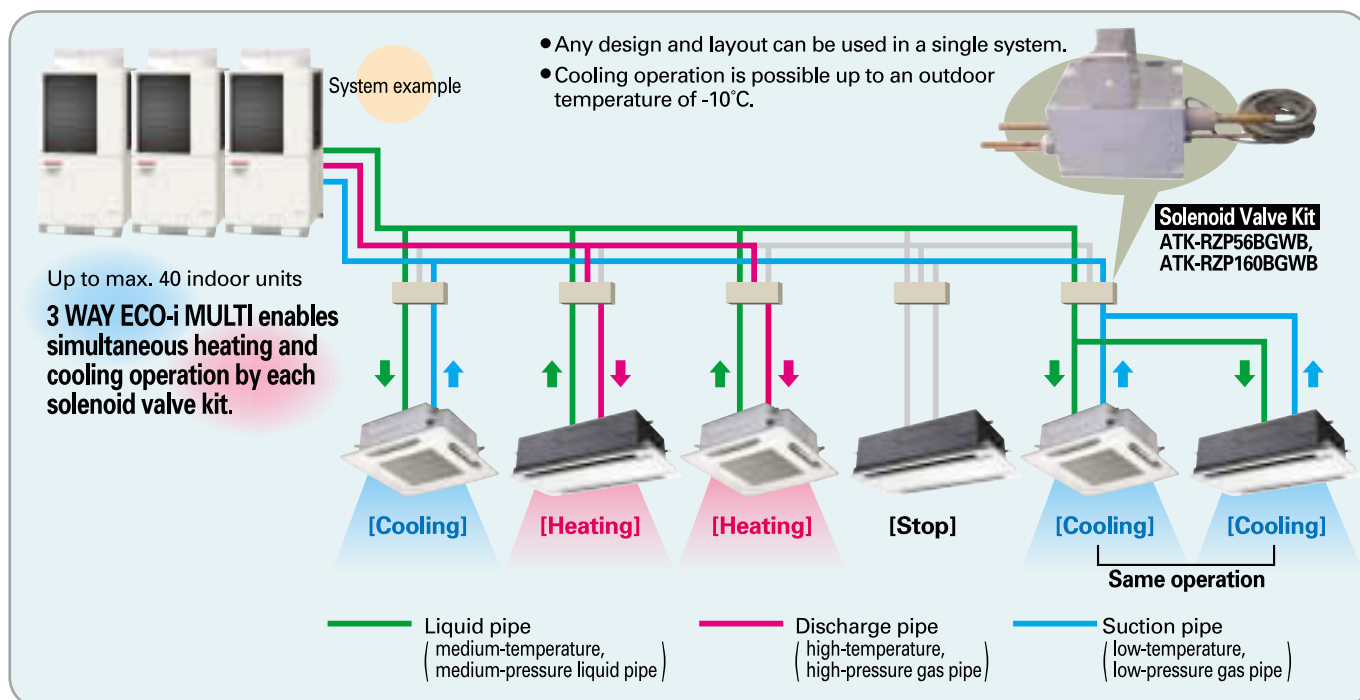 System example
● Any design and layout can be used in a single system.
● Cooling operation is possible up to an outdoor
temperature of -10˚C.
Solenoid Valve Kit
ATK-RZP56BGWB,
ATK-RZP160BGWB
Up to max. 40 indoor units
3 WAY ECO-i MULTI enables
simultaneous heating and
cooling operation by each
solenoid valve kit.
[Cooling]
[Heating]
[Heating]
[Stop]
[Cooling]
[Cooling]
Same operation
Liquid pipe
(medium-temperature,
medium-pressure liquid pipe)
Discharge pipe
(high-temperature,
high-pressure gas pipe)
Suction pipe
(low-temperature,
low-pressure gas pipe)